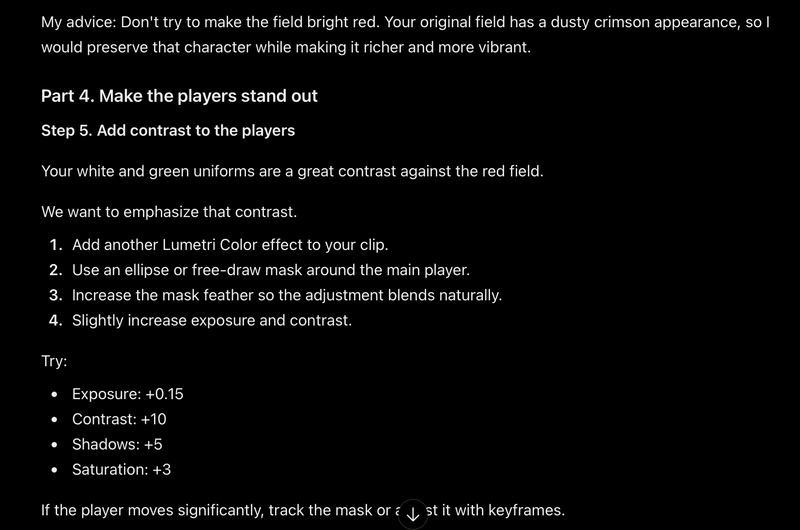 My advice: Don't try to make the field bright red. Your original field has a dusty crimson appearance, so I
would preserve that character while making it richer and more vibrant.
Part 4. Make the players stand out
Step 5. Add contrast to the players
Your white and green uniforms are a great contrast against the red field.
We want to emphasize that contrast.
1. Add another Lumetri Color effect to your clip.
2. Use an ellipse or free-draw mask around the main player.
3. Increase the mask feather so the adjustment blends naturally.
4. Slightly increase exposure and contrast.
Try:
• Exposure: +0.15
• Contrast: +10
• Shadows: +5
• Saturation: +3
If the player moves significantly, track the mask or it with keyframes.